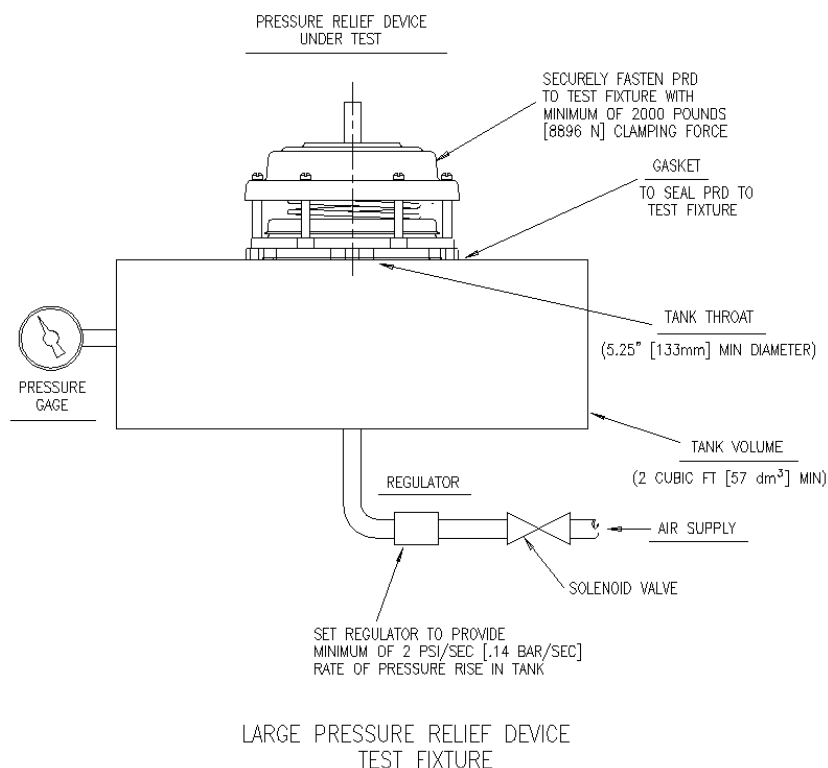 PRESSURE RELIEF DEVICE
UNDER TEST
SECURELY FASTEN PRD
TO TEST FIXTURE WITH
MINIMUM OF 2000 POUNDS
[8896 N] CLAMPING FORCE
GASKET
TO SEAL PRD TO
TEST FIXTURE
TANK THROAT
(5.25" [133mm] MIN DIAMETER)
PRESSURE
GAGE
TANK VOLUME
(2 CUBIC FT [57 dm³] MIN)
REGULATOR
AIR SUPPLY
SOLENOID VALVE
SET REGULATOR TO PROVIDE
MINIMUM OF 2 PSI/SEC [.14 BAR/SEC]
RATE OF PRESSURE RISE IN TANK
LARGE PRESSURE RELIEF DEVICE
TEST FIXTURE